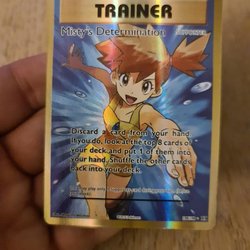 TRAINER
Misty's Determination
SUPPORTER
Discard a card from your hand.
If you do, look at the top 8 cards
of your deck and put 1 of them into
your hand. Shuffle the other cards
back into your deck.